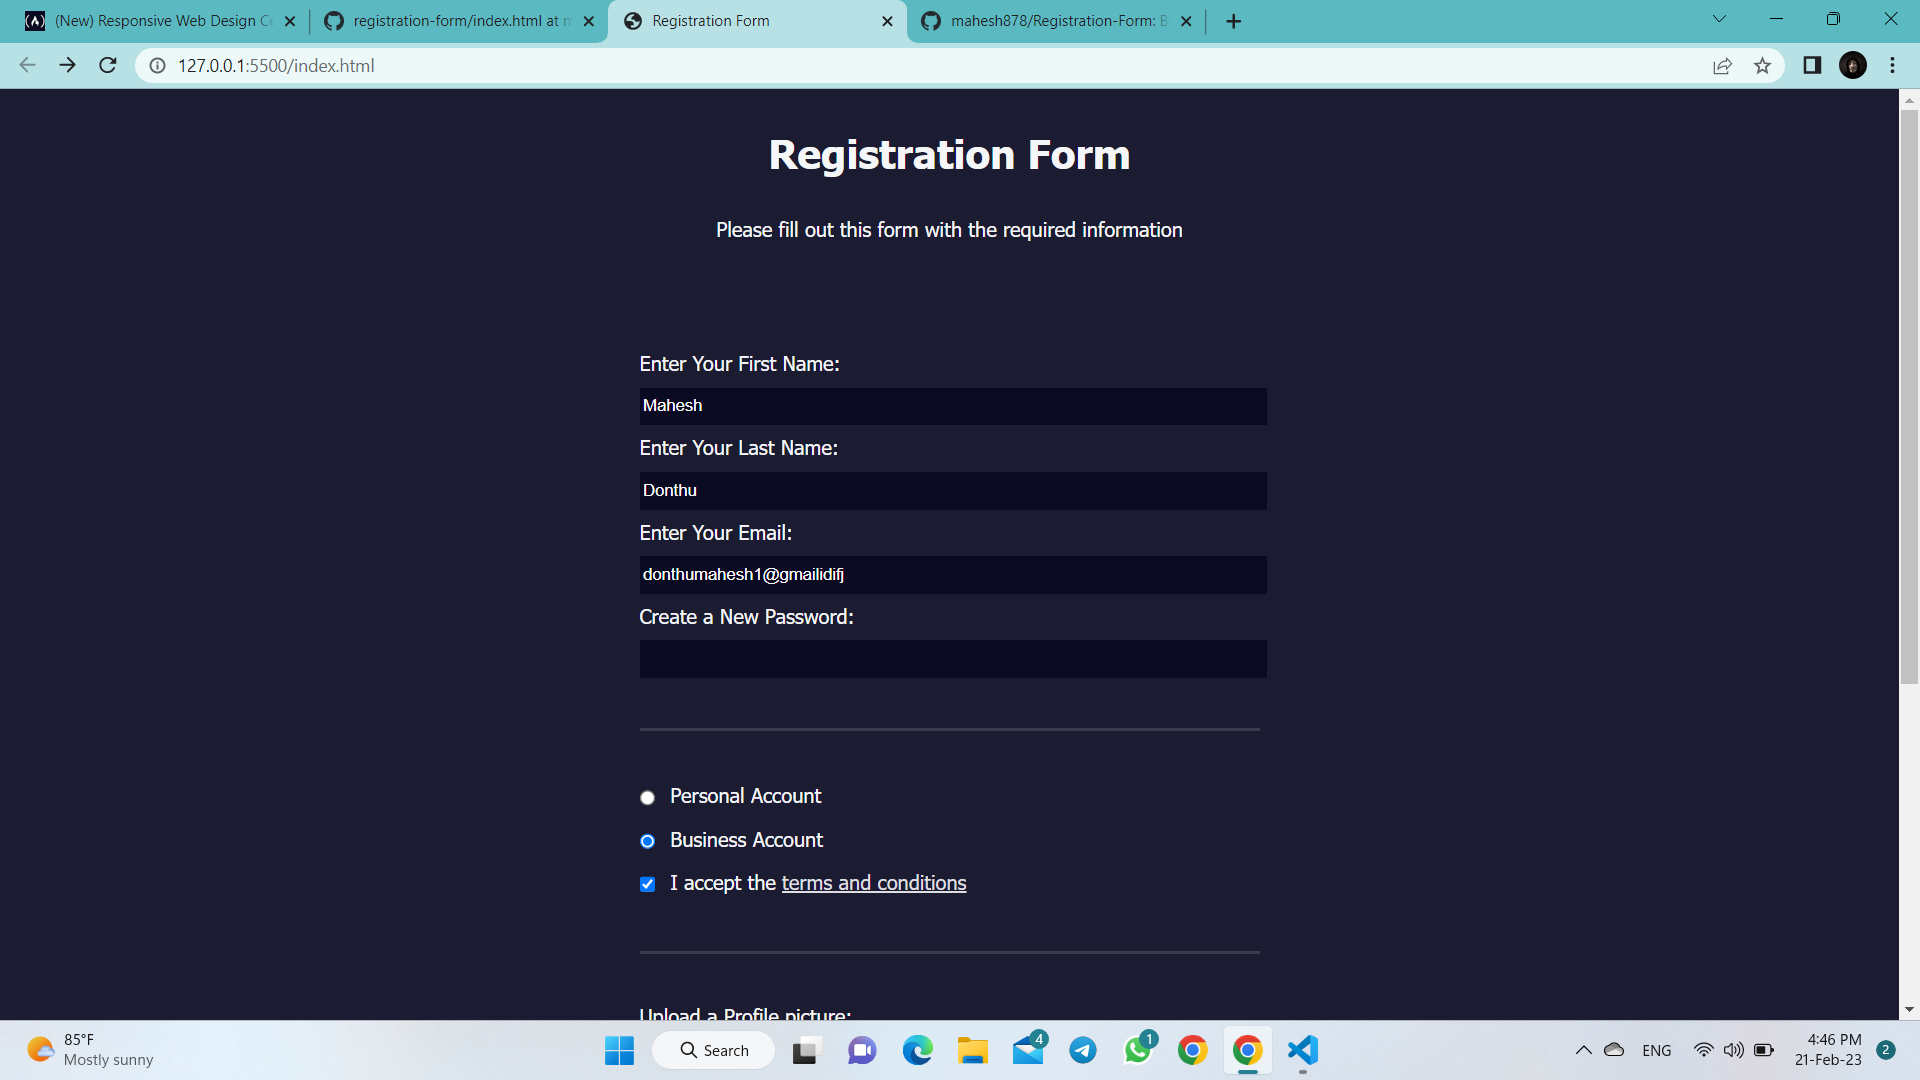 (New) Responsive Web Design Ce
registration-form/index.html at m
Registration Form
mahesh878/Registration-Form: B
127.0.0.1:5500/index.html
Registration Form
Please fill out this form with the required information
Enter Your First Name:
Mahesh
Enter Your Last Name:
Donthu
Enter Your Email:
donthumahesh1@gmailidifj
Create a New Password:
Personal Account
Business Account
I accept the terms and conditions
Upload a Profile picture:
85°F
Mostly sunny
Search
4
1
ENG
4:46 PM
21-Feb-23
2